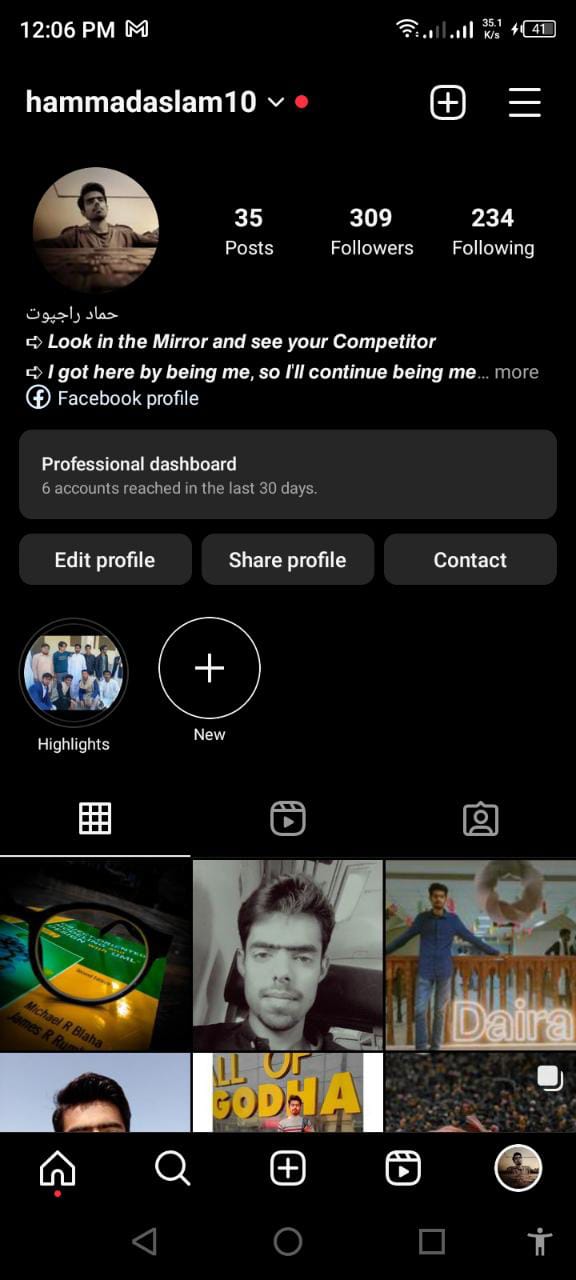 12:06 PM
35.1
K/s
41
hammadaslam10
35 309 234
Posts Followers Following
حماد راجپوت
➪ Look in the Mirror and see your Competitor
➪ I got here by being me, so I'll continue being me... more
Facebook profile
Professional dashboard
6 accounts reached in the last 30 days.
Edit profile Share profile Contact
Highlights New
Michael R Blaha
James R
Daira
ALL OF
GODHA